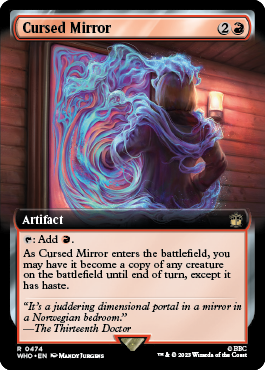 Cursed Mirror
2
Artifact
: Add .
As Cursed Mirror enters the battlefield, you
may have it become a copy of any creature
on the battlefield until end of turn, except it
has haste.
"It's a juddering dimensional portal in a mirror in
a Norwegian bedroom."
—The Thirteenth Doctor
R 0474
WHO • EN Mandy Jurgens
© BBC
™ & © 2023 Wizards of the Coast